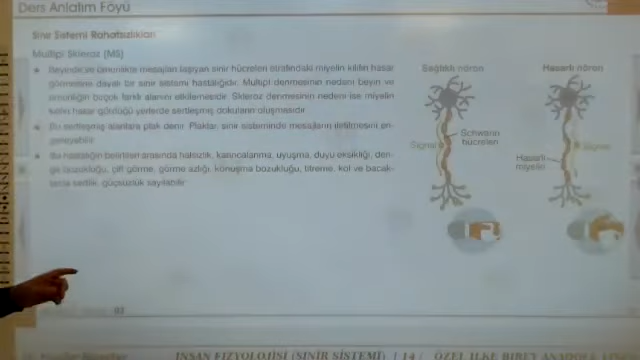 Ders Anlatım Föyü
Sinir Sistemi Rahatsızlıkları
Multipl Skleroz (MS)
Beyinde ve omurilikte mesajları taşıyan sinir hücreleri etrafındaki miyelin kılıfın hasar
görmesine dayalı bir sinir sistemi hastalığıdır. Multipl denmesinin nedeni beyin ve
omuriliğin birçok farklı alanını etkilemesidir. Skleroz denmesinin nedeni ise miyelin
kılıfın hasar gördüğü yerlerde sertleşmiş dokuların oluşmasıdır.
Bu sertleşmiş alanlara plak denir. Plaklar, sinir sisteminde mesajların iletilmesini en-
gelleyebilir.
Bu hastalığın belirtileri arasında halsizlik, karıncalanma, uyuşma, duyu eksikliği, den-
ge bozukluğu, çift görme, görme azlığı, konuşma bozukluğu, titreme, kol ve bacak-
larda sertlik, güçsüzlük sayılabilir.
Sağlıklı nöron
Hasarlı nöron
Schwann
hücreleri
Signal
Signal
Hasarlı
miyelin
92
İNSAN FİZYOLOJİSİ (SİNİR SİSTEMİ)